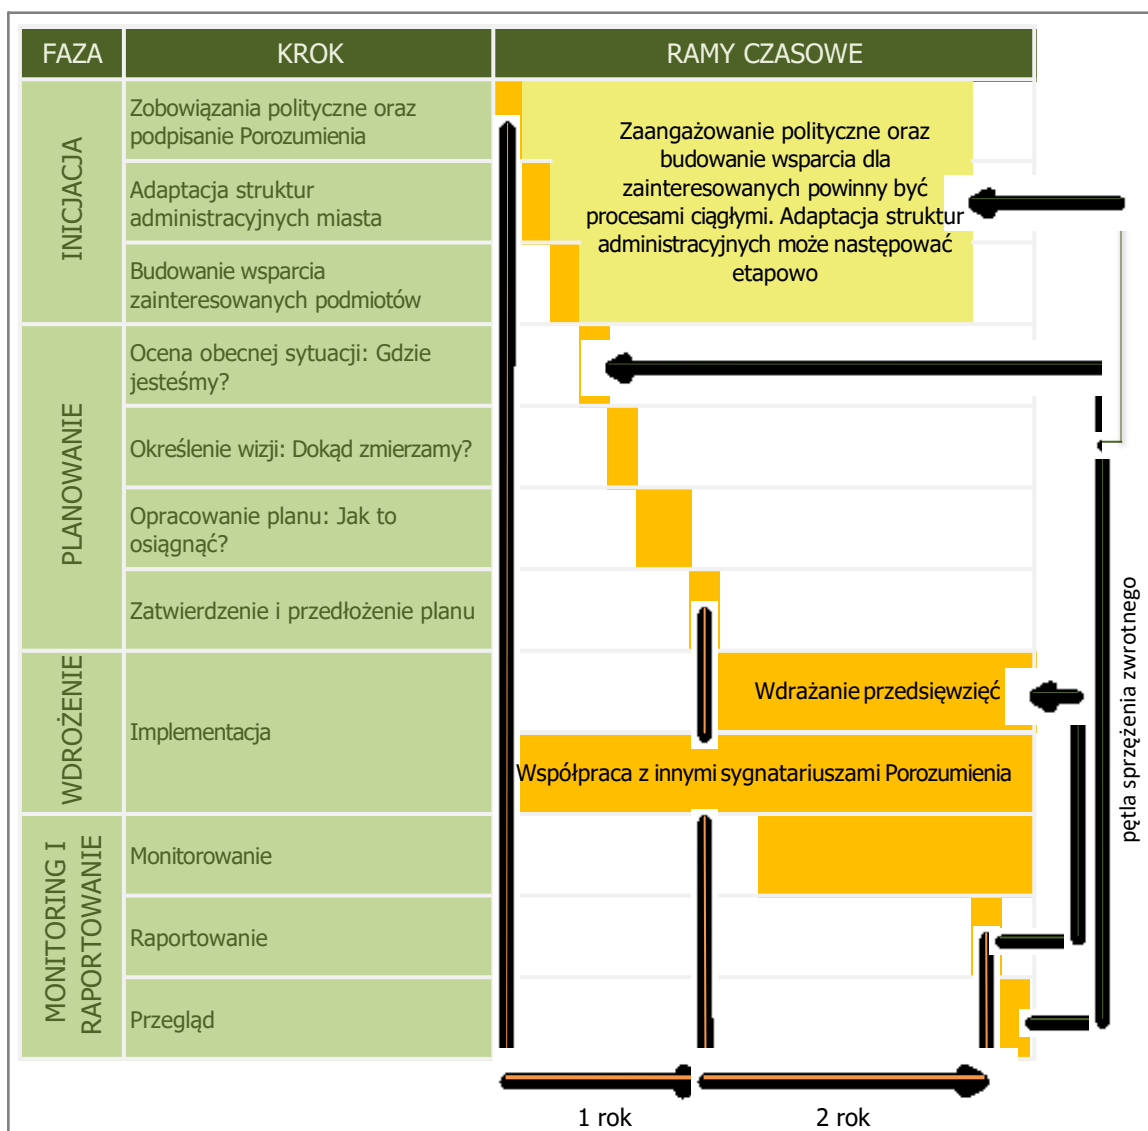 FAZA
KROK
RAMY CZASOWE
INICJACJA
Zobowiązania polityczne oraz
podpisanie Porozumienia
Zaangażowanie polityczne oraz
budowanie wsparcia dla
zainteresowanych powinny być
procesami ciągłymi. Adaptacja struktur
administracyjnych może następować
etapowo
Adaptacja struktur
administracyjnych miasta
Budowanie wsparcia
zainteresowanych podmiotów
PLANOWANIE
Ocena obecnej sytuacji: Gdzie
jesteśmy?
Określenie wizji: Dokąd zmierzamy?
Opracowanie planu: Jak to
osiągnąć?
Zatwierdzenie i przedłożenie planu
WDROŻENIE
Implementacja
Wdrażanie przedsięwzięć
Współpraca z innymi sygnatariuszami Porozumienia
MONITORING I
RAPORTOWANIE
Monitorowanie
Raportowanie
Przegląd
pętla sprzężenia zwrotnego
1 rok
2 rok